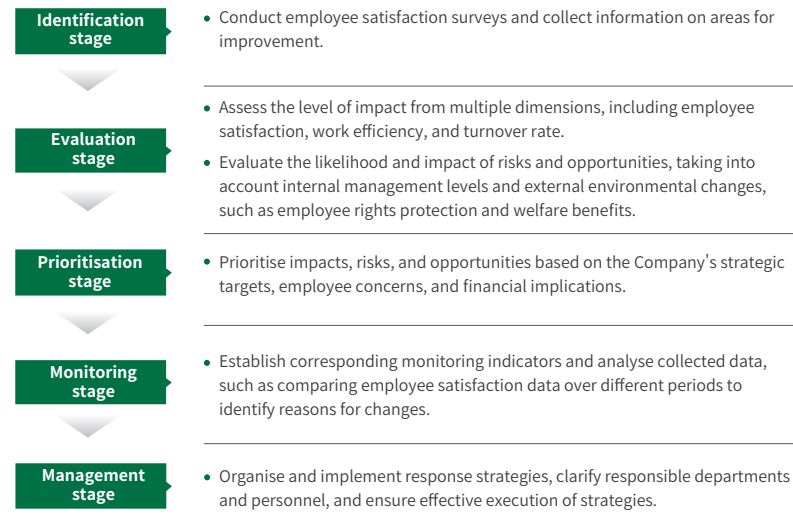 Identification
stage
• Conduct employee satisfaction surveys and collect information on areas for
improvement.
Evaluation
stage
• Assess the level of impact from multiple dimensions, including employee
satisfaction, work efficiency, and turnover rate.
• Evaluate the likelihood and impact of risks and opportunities, taking into
account internal management levels and external environmental changes,
such as employee rights protection and welfare benefits.
Prioritisation
stage
• Prioritise impacts, risks, and opportunities based on the Company's strategic
targets, employee concerns, and financial implications.
Monitoring
stage
• Establish corresponding monitoring indicators and analyse collected data,
such as comparing employee satisfaction data over different periods to
identify reasons for changes.
Management
stage
• Organise and implement response strategies, clarify responsible departments
and personnel, and ensure effective execution of strategies.